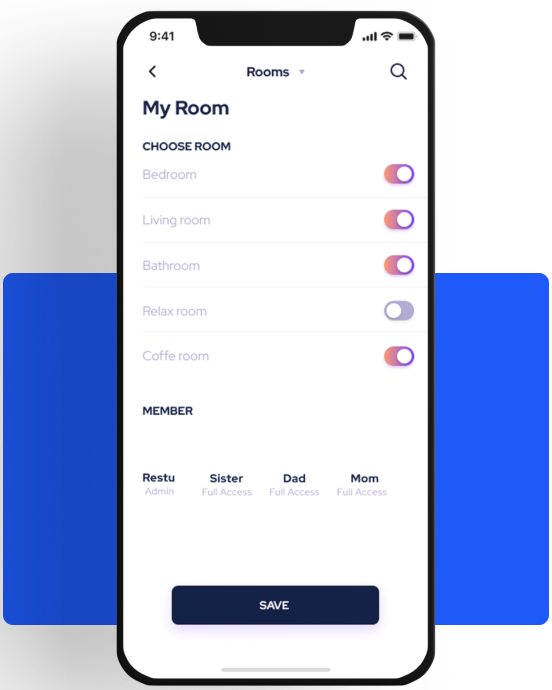 9:41
Rooms
My Room
CHOOSE ROOM
Bedroom
Living room
Bathroom
Relax room
Coffe room
MEMBER
Restu Sister Dad Mom
Admin Full Access Full Access Full Access
SAVE